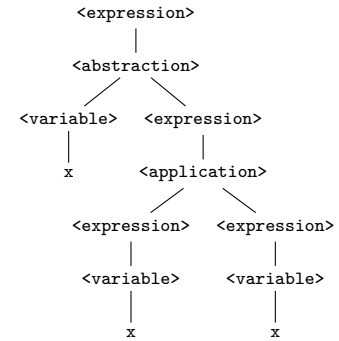 <expression>
<abstraction>
<variable> <expression>
x <application>
<expression> <expression>
<variable> <variable>
x x